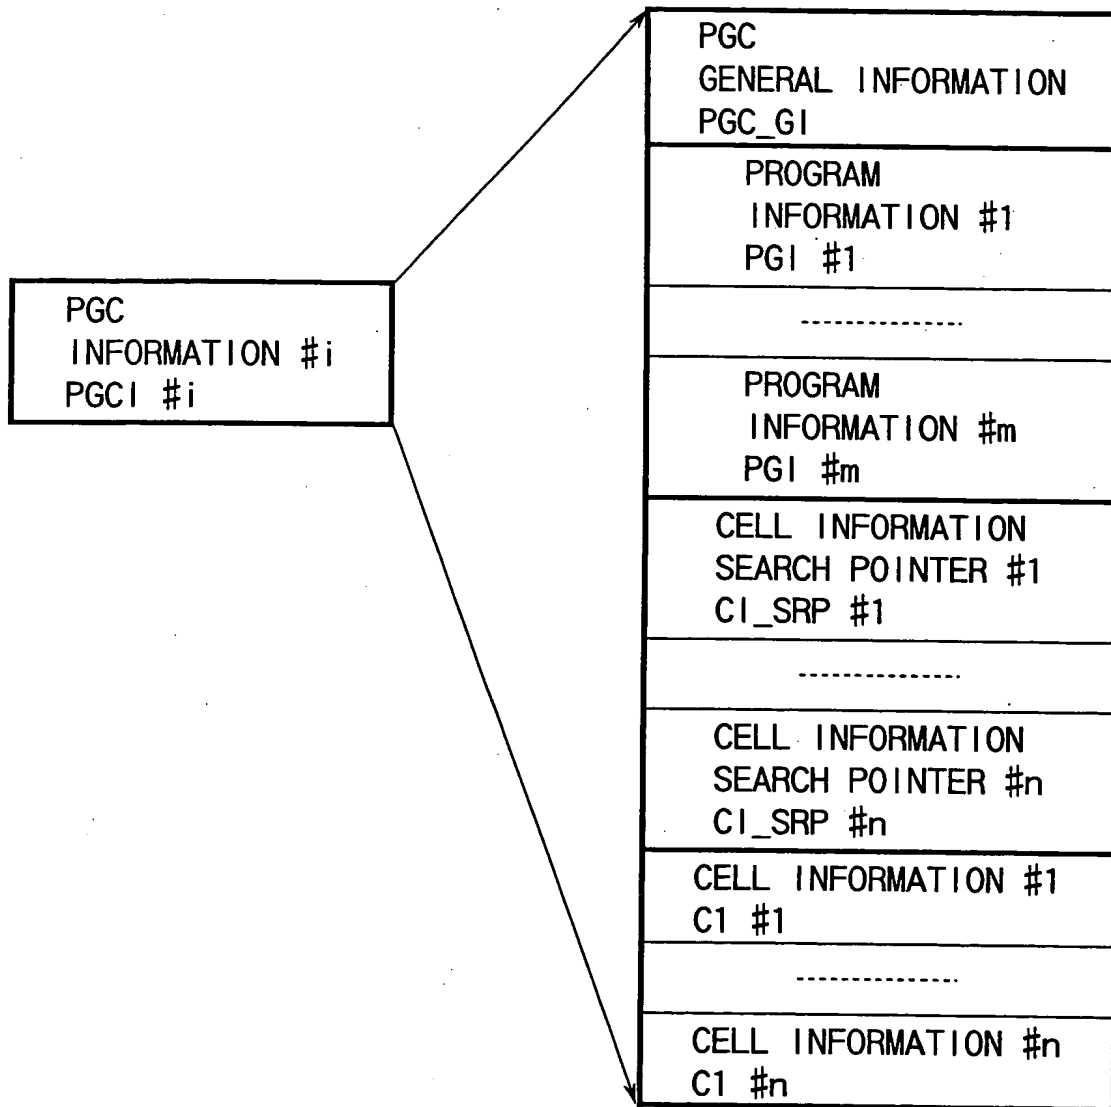 PGC
INFORMATION #i
PGCI #i
PGC
GENERAL INFORMATION
PGC_GI
PROGRAM
INFORMATION #1
PGI #1
PROGRAM
INFORMATION #m
PGI #m
CELL INFORMATION
SEARCH POINTER #1
CI_SRP #1
CELL INFORMATION
SEARCH POINTER #n
CI_SRP #n
CELL INFORMATION #1
C1 #1
CELL INFORMATION #n
C1 #n